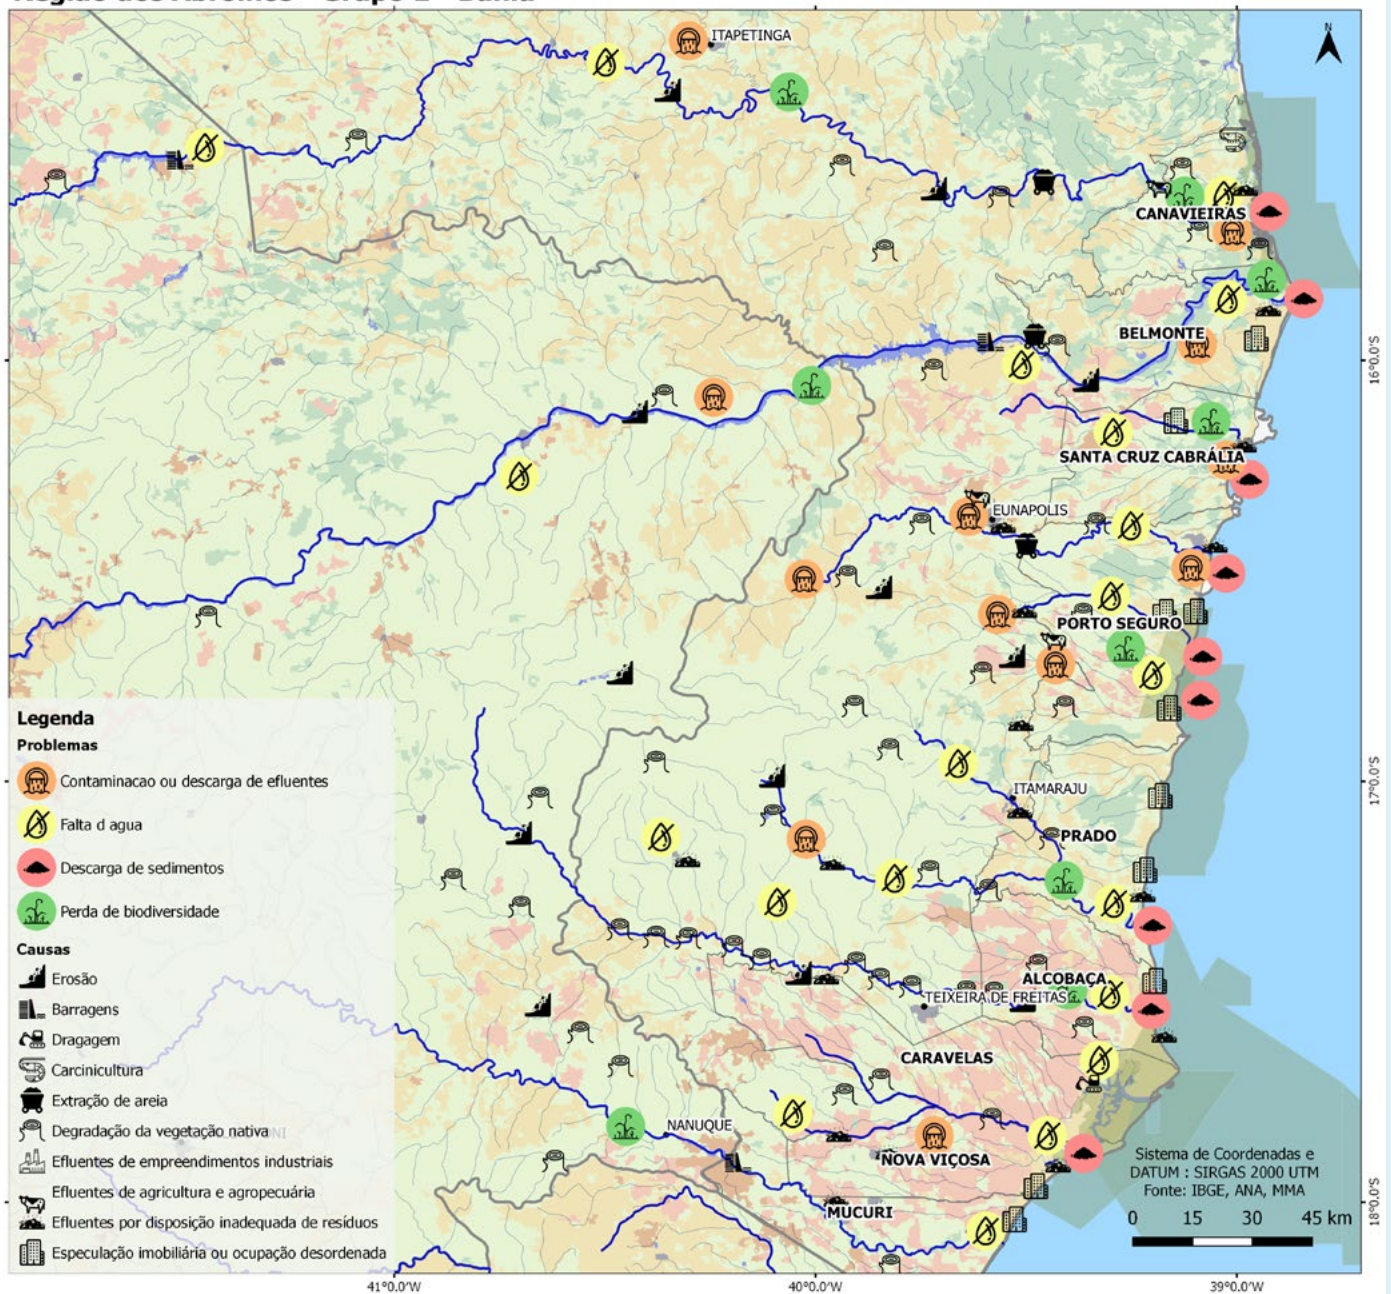 N
ITAPETINGA
CANAVIEIRAS
BELMONTE
16°0.0'S
SANTA CRUZ CABRÁLIA
EUNAPOLIS
PORTO SEGURO
Legenda
Problemas
Contaminacao ou descarga de efluentes
Falta d agua
Descarga de sedimentos
Perda de biodiversidade
Causas
Erosão
Barragens
Dragagem
Carcinicultura
Extração de areia
Degradação da vegetação nativa
Efluentes de empreendimentos industriais
Efluentes de agricultura e agropecuária
Efluentes por disposição inadequada de resíduos
Especulação imobiliária ou ocupação desordenada
17°0.0'S
ITAMARAJU
PRADO
ALCOBAÇA
TEIXEIRA DE FREITAS
CARAVELAS
NANUQUE
NOVA VIÇOSA
MUCURI
Sistema de Coordenadas e
DATUM : SIRGAS 2000 UTM
Fonte: IBGE, ANA, MMA
0 15 30 45 km
18°0.0'S
41°0.0'W 40°0.0'W 39°0.0'W